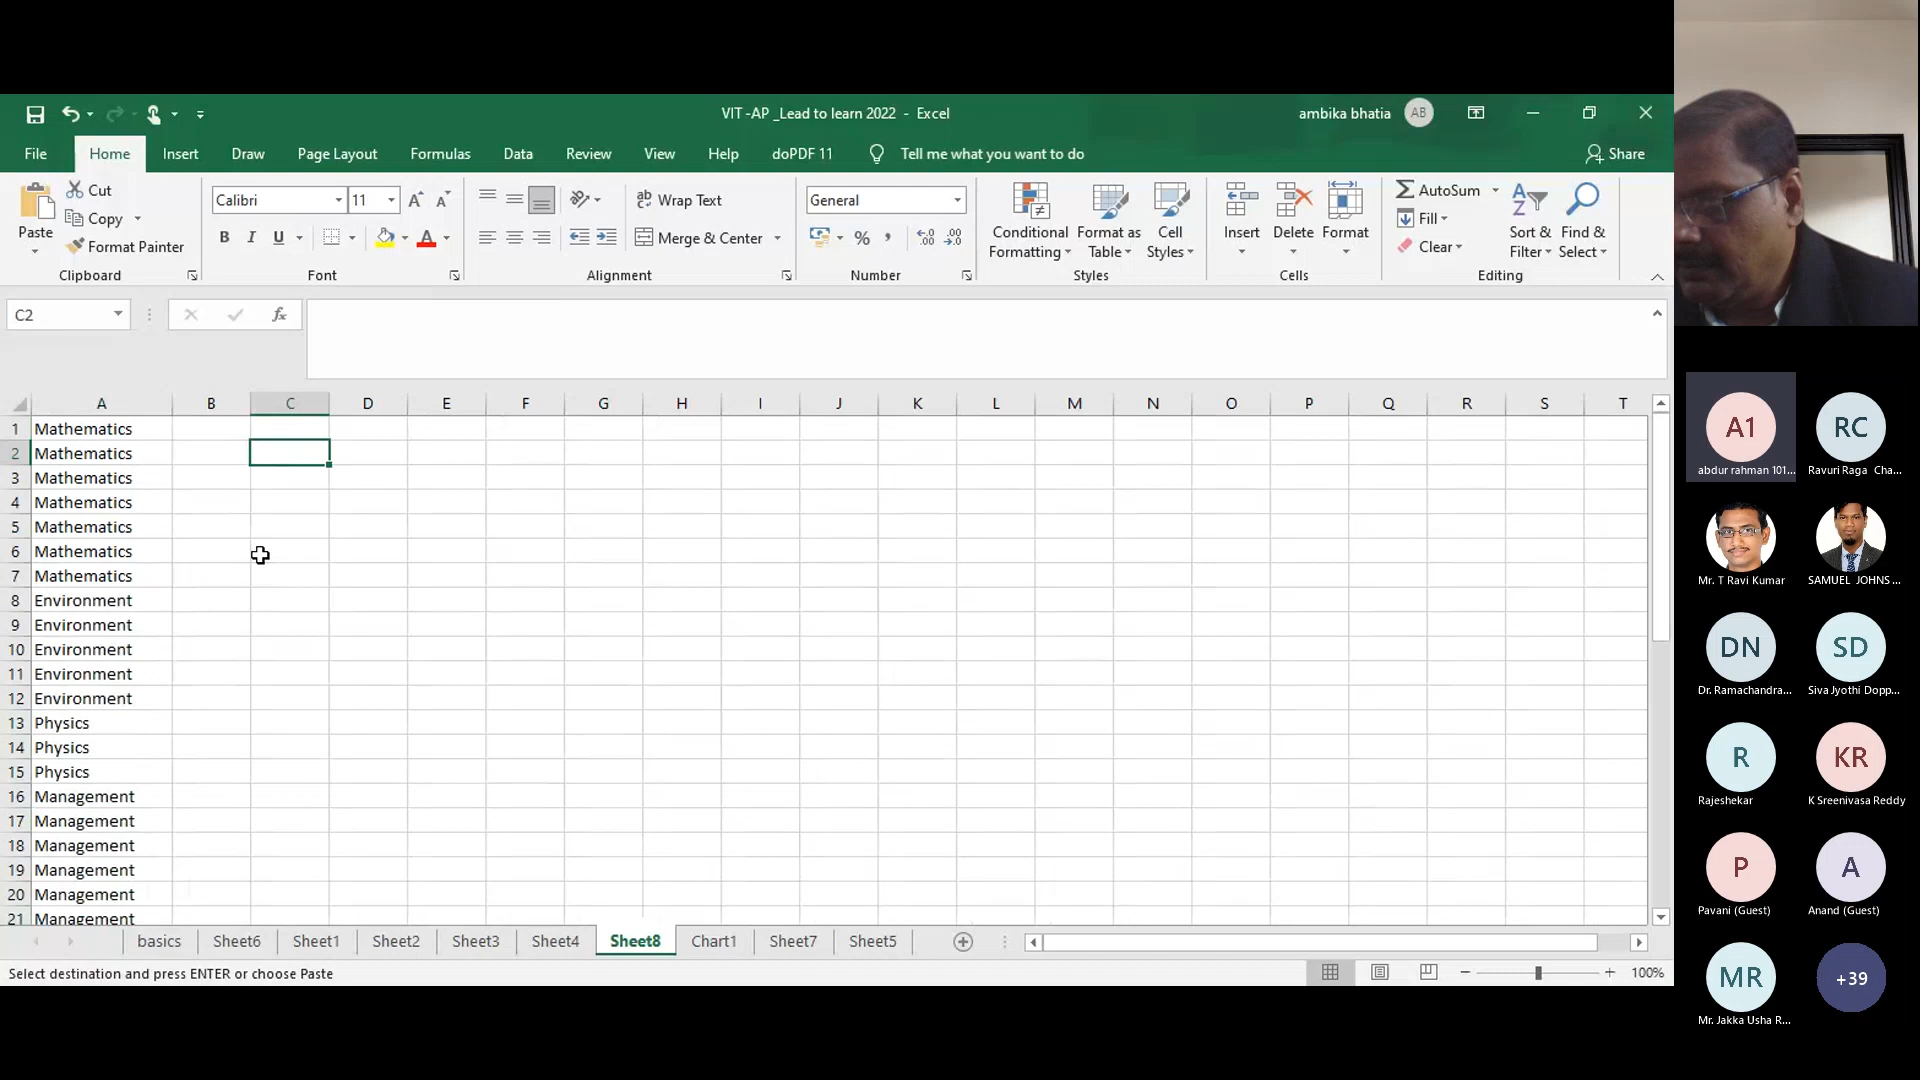 VIT -AP _Lead to learn 2022 - Excel
ambika bhatia AB
File Home Insert Draw Page Layout Formulas Data Review View Help doPDF 11 Tell me what you want to do Share
Paste
Cut
Copy
Format Painter
Clipboard
Calibri 11
B I U
Font
Wrap Text
Merge & Center
Alignment
General
Number
Conditional Formatting
Format as Table
Cell Styles
Styles
Insert Delete Format
Cells
AutoSum
Fill
Clear
Sort & Filter
Find & Select
Editing
C2
fx
A B C D E F G H I J K L M N O P Q R S T
1 Mathematics
2 Mathematics
3 Mathematics
4 Mathematics
5 Mathematics
6 Mathematics
7 Mathematics
8 Environment
9 Environment
10 Environment
11 Environment
12 Environment
13 Physics
14 Physics
15 Physics
16 Management
17 Management
18 Management
19 Management
20 Management
21 Management
basics Sheet6 Sheet1 Sheet2 Sheet3 Sheet4 Sheet8 Chart1 Sheet7 Sheet5
Select destination and press ENTER or choose Paste
100%
A1 RC
abdur rahman 101... Ravuri Raga Cha...
Mr. T Ravi Kumar SAMUEL JOHNS ...
DN SD
Dr. Ramachandra... Siva Jyothi Dopp...
R KR
Rajeshekar K Sreenivasa Reddy
P A
Pavani (Guest) Anand (Guest)
MR +39
Mr. Jakka Usha R...